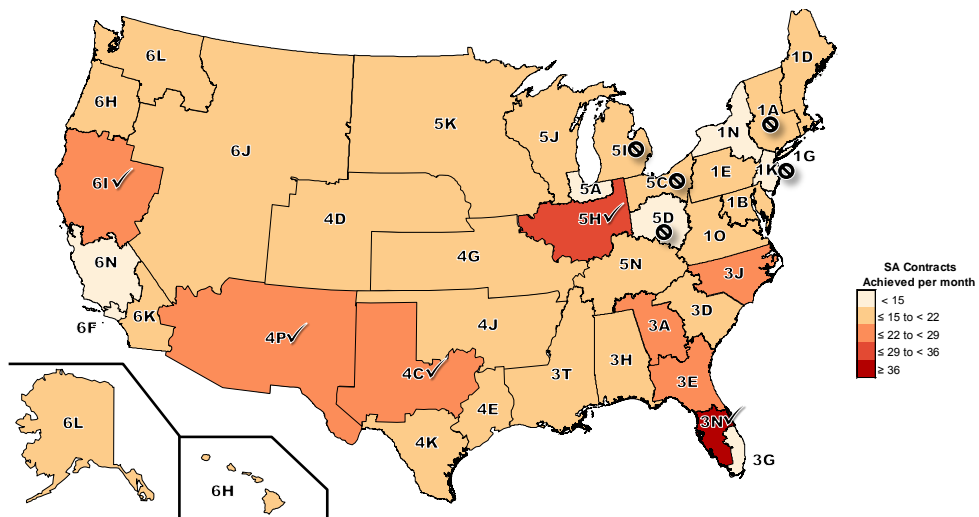 6L
1D
6H
1A
5K
5J
1N
6J
5I
1G
1E
1K
6I
5C
5A
1B
4D
5H
5D
1O
4G
6N
5N
3J
6K
3D
6F
4P
4J
3A
3H
4C
3T
3E
4E
3N
4K
6L
3G
6H
SA Contracts
Achieved per month
< 15
≤ 15 to < 22
≤ 22 to < 29
≤ 29 to < 36
≥ 36